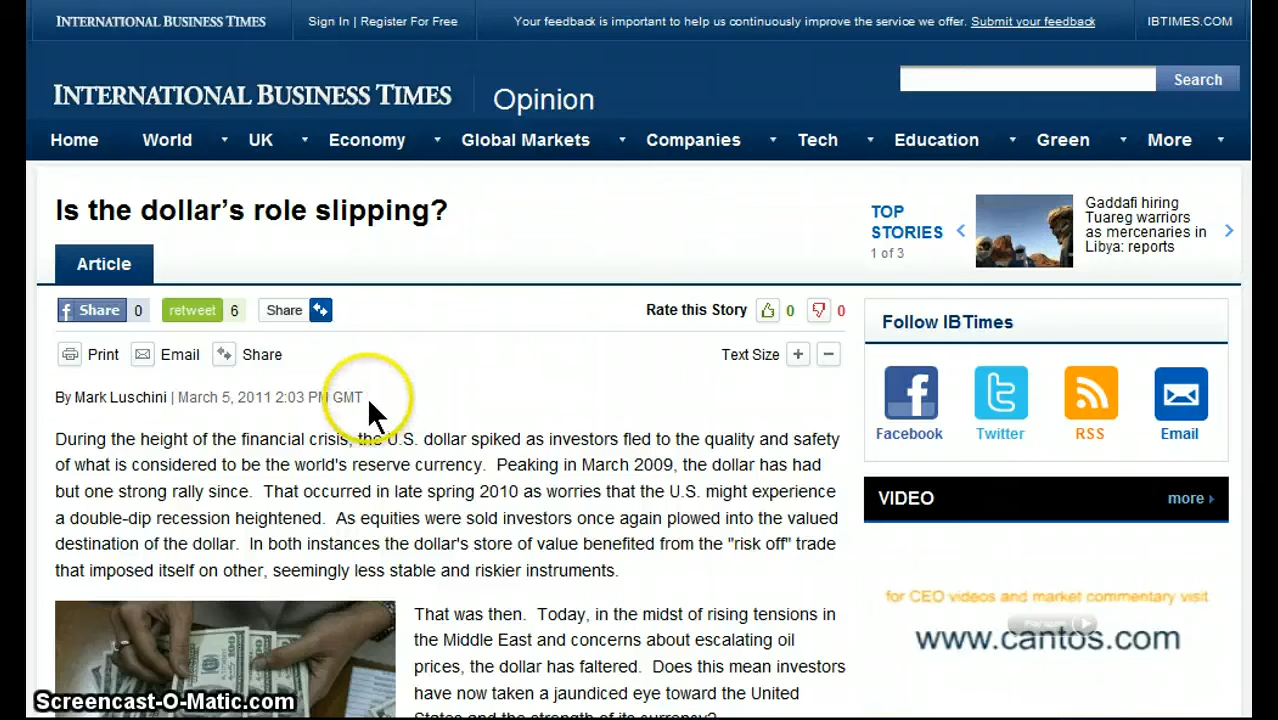 INTERNATIONAL BUSINESS TIMES
Sign In | Register For Free
Your feedback is important to help us continuously improve the service we offer. Submit your feedback
IBTIMES.COM
INTERNATIONAL BUSINESS TIMES
Opinion
Search
Home World UK Economy Global Markets Companies Tech Education Green More
Is the dollar's role slipping?
TOP
STORIES
1 of 3
Gaddafi hiring
Tuareg warriors
as mercenaries in
Libya: reports
Article
Share 0 retweet 6 Share
Rate this Story 0 0
Print Email Share
Text Size + −
By Mark Luschini | March 5, 2011 2:03 PM GMT
During the height of the financial crisis, the U.S. dollar spiked as investors fled to the quality and safety
of what is considered to be the world's reserve currency. Peaking in March 2009, the dollar has had
but one strong rally since. That occurred in late spring 2010 as worries that the U.S. might experience
a double-dip recession heightened. As equities were sold investors once again plowed into the valued
destination of the dollar. In both instances the dollar's store of value benefited from the "risk off" trade
that imposed itself on other, seemingly less stable and riskier instruments.
That was then. Today, in the midst of rising tensions in
the Middle East and concerns about escalating oil
prices, the dollar has faltered. Does this mean investors
have now taken a jaundiced eye toward the United
States and the strength of its currency?
Follow IBTimes
Facebook Twitter RSS Email
VIDEO
more
for CEO videos and market commentary visit
www.cantos.com
Screencast-O-Matic.com